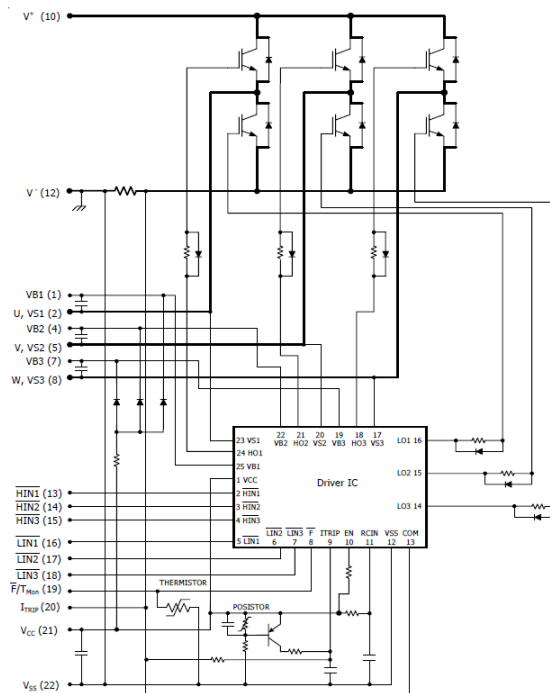 V⁺ (10)
V⁻ (12)
VB1 (1)
U, VS1 (2)
VB2 (4)
V, VS2 (5)
VB3 (7)
W, VS3 (8)
22 21 20 19 18 17
VB2 HO2 VS2 VB3 HO3 VS3
23 VS1
24 HO1
25 VB1
1 VCC
2 HIN1
3 HIN2
4 HIN3
5 LIN1
Driver IC
LO1 16
LO2 15
LO3 14
LIN2 LIN3 F ITRIP EN RCIN VSS COM
6 7 8 9 10 11 12 13
HIN1 (13)
HIN2 (14)
HIN3 (15)
LIN1 (16)
LIN2 (17)
LIN3 (18)
F/TMon (19)
THERMISTOR
ITRIP (20)
POSISTOR
VCC (21)
VSS (22)